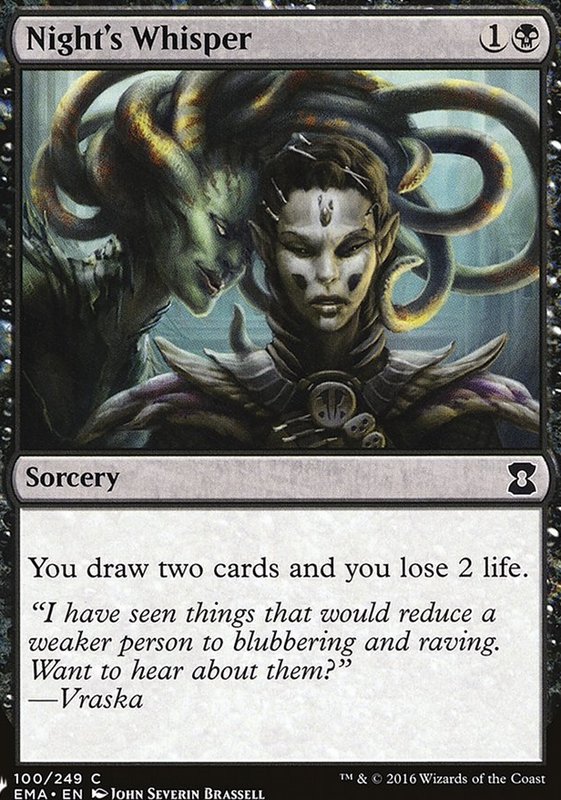 Night's Whisper 1
Sorcery
You draw two cards and you lose 2 life.
“I have seen things that would reduce a
weaker person to blubbering and raving.
Want to hear about them?”
—Vraska
100/249 C
EMA • EN John Severin Brassell
™ & © 2016 Wizards of the Coast